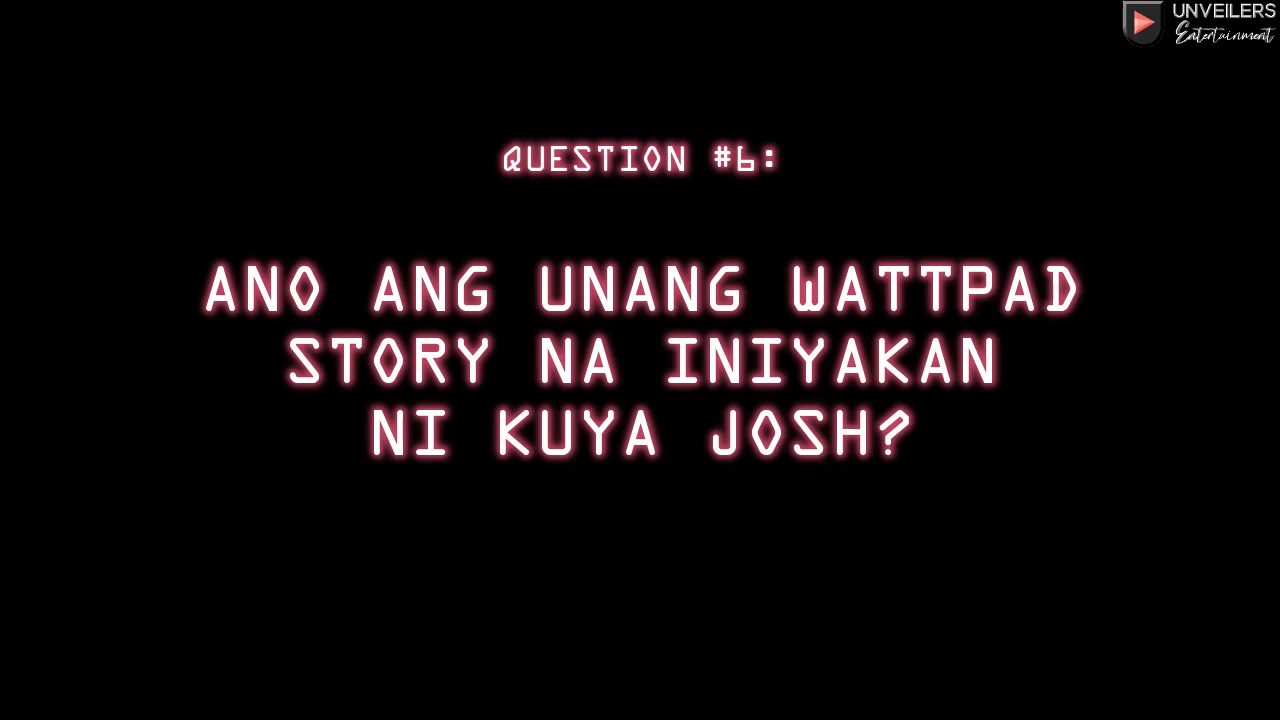 UNVEILERS
Entertainment
QUESTION #6:
ANO ANG UNANG WATTPAD
STORY NA INIYAKAN
NI KUYA JOSH?